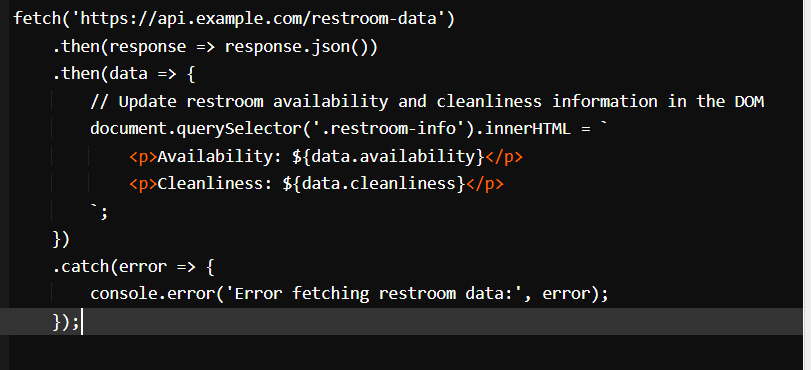 fetch('https://api.example.com/restroom-data')
    .then(response => response.json())
    .then(data => {
        // Update restroom availability and cleanliness information in the DOM
        document.querySelector('.restroom-info').innerHTML = `
            <p>Availability: ${data.availability}</p>
            <p>Cleanliness: ${data.cleanliness}</p>
        `;
    })
    .catch(error => {
        console.error('Error fetching restroom data:', error);
    });